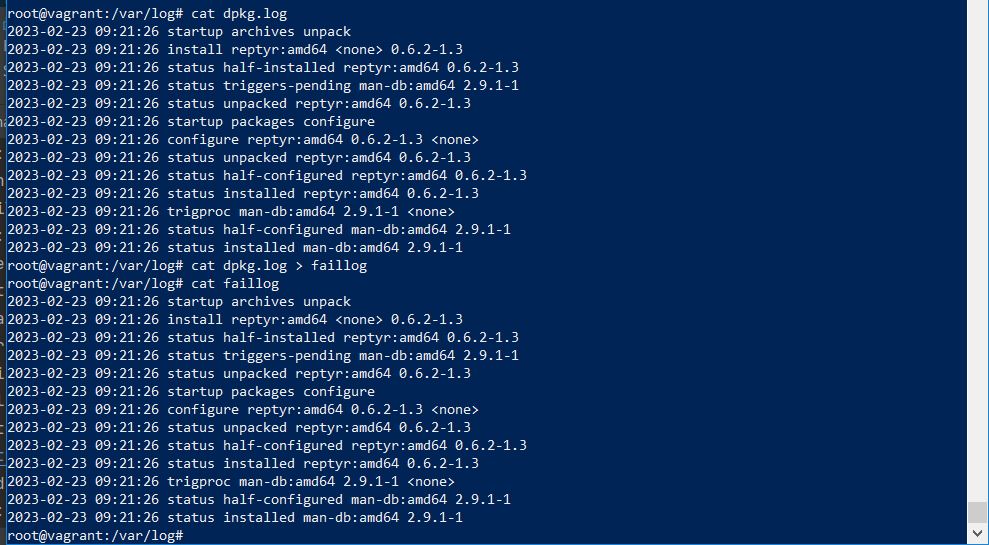 root@vagrant:/var/log# cat dpkg.log
2023-02-23 09:21:26 startup archives unpack
2023-02-23 09:21:26 install reptyr:amd64 <none> 0.6.2-1.3
2023-02-23 09:21:26 status half-installed reptyr:amd64 0.6.2-1.3
2023-02-23 09:21:26 status triggers-pending man-db:amd64 2.9.1-1
2023-02-23 09:21:26 status unpacked reptyr:amd64 0.6.2-1.3
2023-02-23 09:21:26 startup packages configure
2023-02-23 09:21:26 configure reptyr:amd64 0.6.2-1.3 <none>
2023-02-23 09:21:26 status unpacked reptyr:amd64 0.6.2-1.3
2023-02-23 09:21:26 status half-configured reptyr:amd64 0.6.2-1.3
2023-02-23 09:21:26 status installed reptyr:amd64 0.6.2-1.3
2023-02-23 09:21:26 trigproc man-db:amd64 2.9.1-1 <none>
2023-02-23 09:21:26 status half-configured man-db:amd64 2.9.1-1
2023-02-23 09:21:26 status installed man-db:amd64 2.9.1-1
root@vagrant:/var/log# cat dpkg.log > faillog
root@vagrant:/var/log# cat faillog
2023-02-23 09:21:26 startup archives unpack
2023-02-23 09:21:26 install reptyr:amd64 <none> 0.6.2-1.3
2023-02-23 09:21:26 status half-installed reptyr:amd64 0.6.2-1.3
2023-02-23 09:21:26 status triggers-pending man-db:amd64 2.9.1-1
2023-02-23 09:21:26 status unpacked reptyr:amd64 0.6.2-1.3
2023-02-23 09:21:26 startup packages configure
2023-02-23 09:21:26 configure reptyr:amd64 0.6.2-1.3 <none>
2023-02-23 09:21:26 status unpacked reptyr:amd64 0.6.2-1.3
2023-02-23 09:21:26 status half-configured reptyr:amd64 0.6.2-1.3
2023-02-23 09:21:26 status installed reptyr:amd64 0.6.2-1.3
2023-02-23 09:21:26 trigproc man-db:amd64 2.9.1-1 <none>
2023-02-23 09:21:26 status half-configured man-db:amd64 2.9.1-1
2023-02-23 09:21:26 status installed man-db:amd64 2.9.1-1
root@vagrant:/var/log#